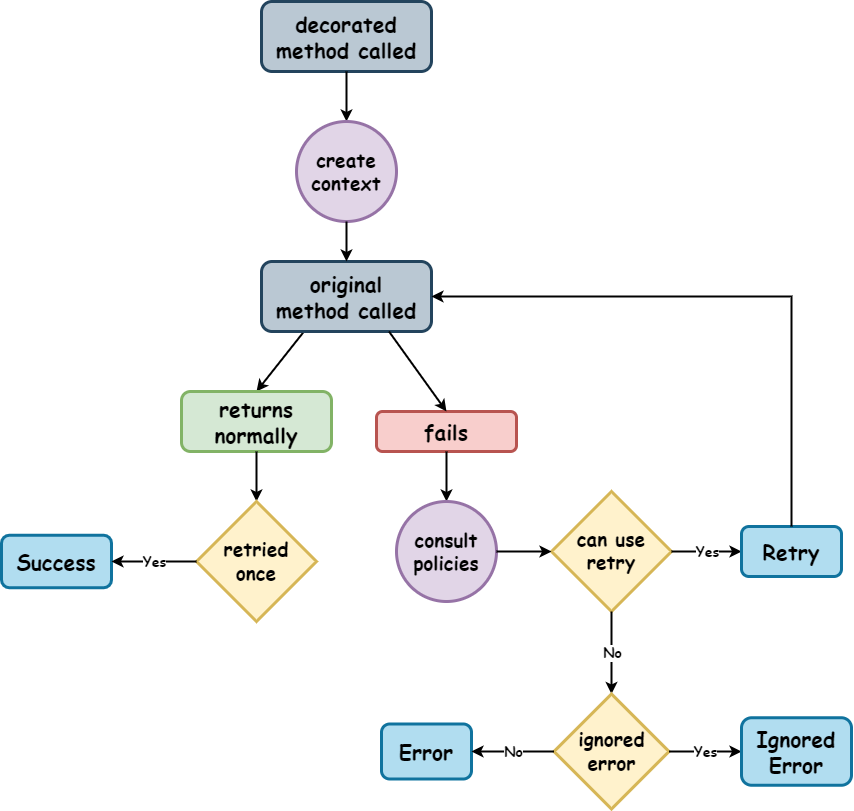 decorated
method called
create
context
original
method called
returns
normally
fails
retried
once
Yes
Success
consult
policies
can use
retry
Yes
Retry
No
ignored
error
No
Error
Yes
Ignored
Error